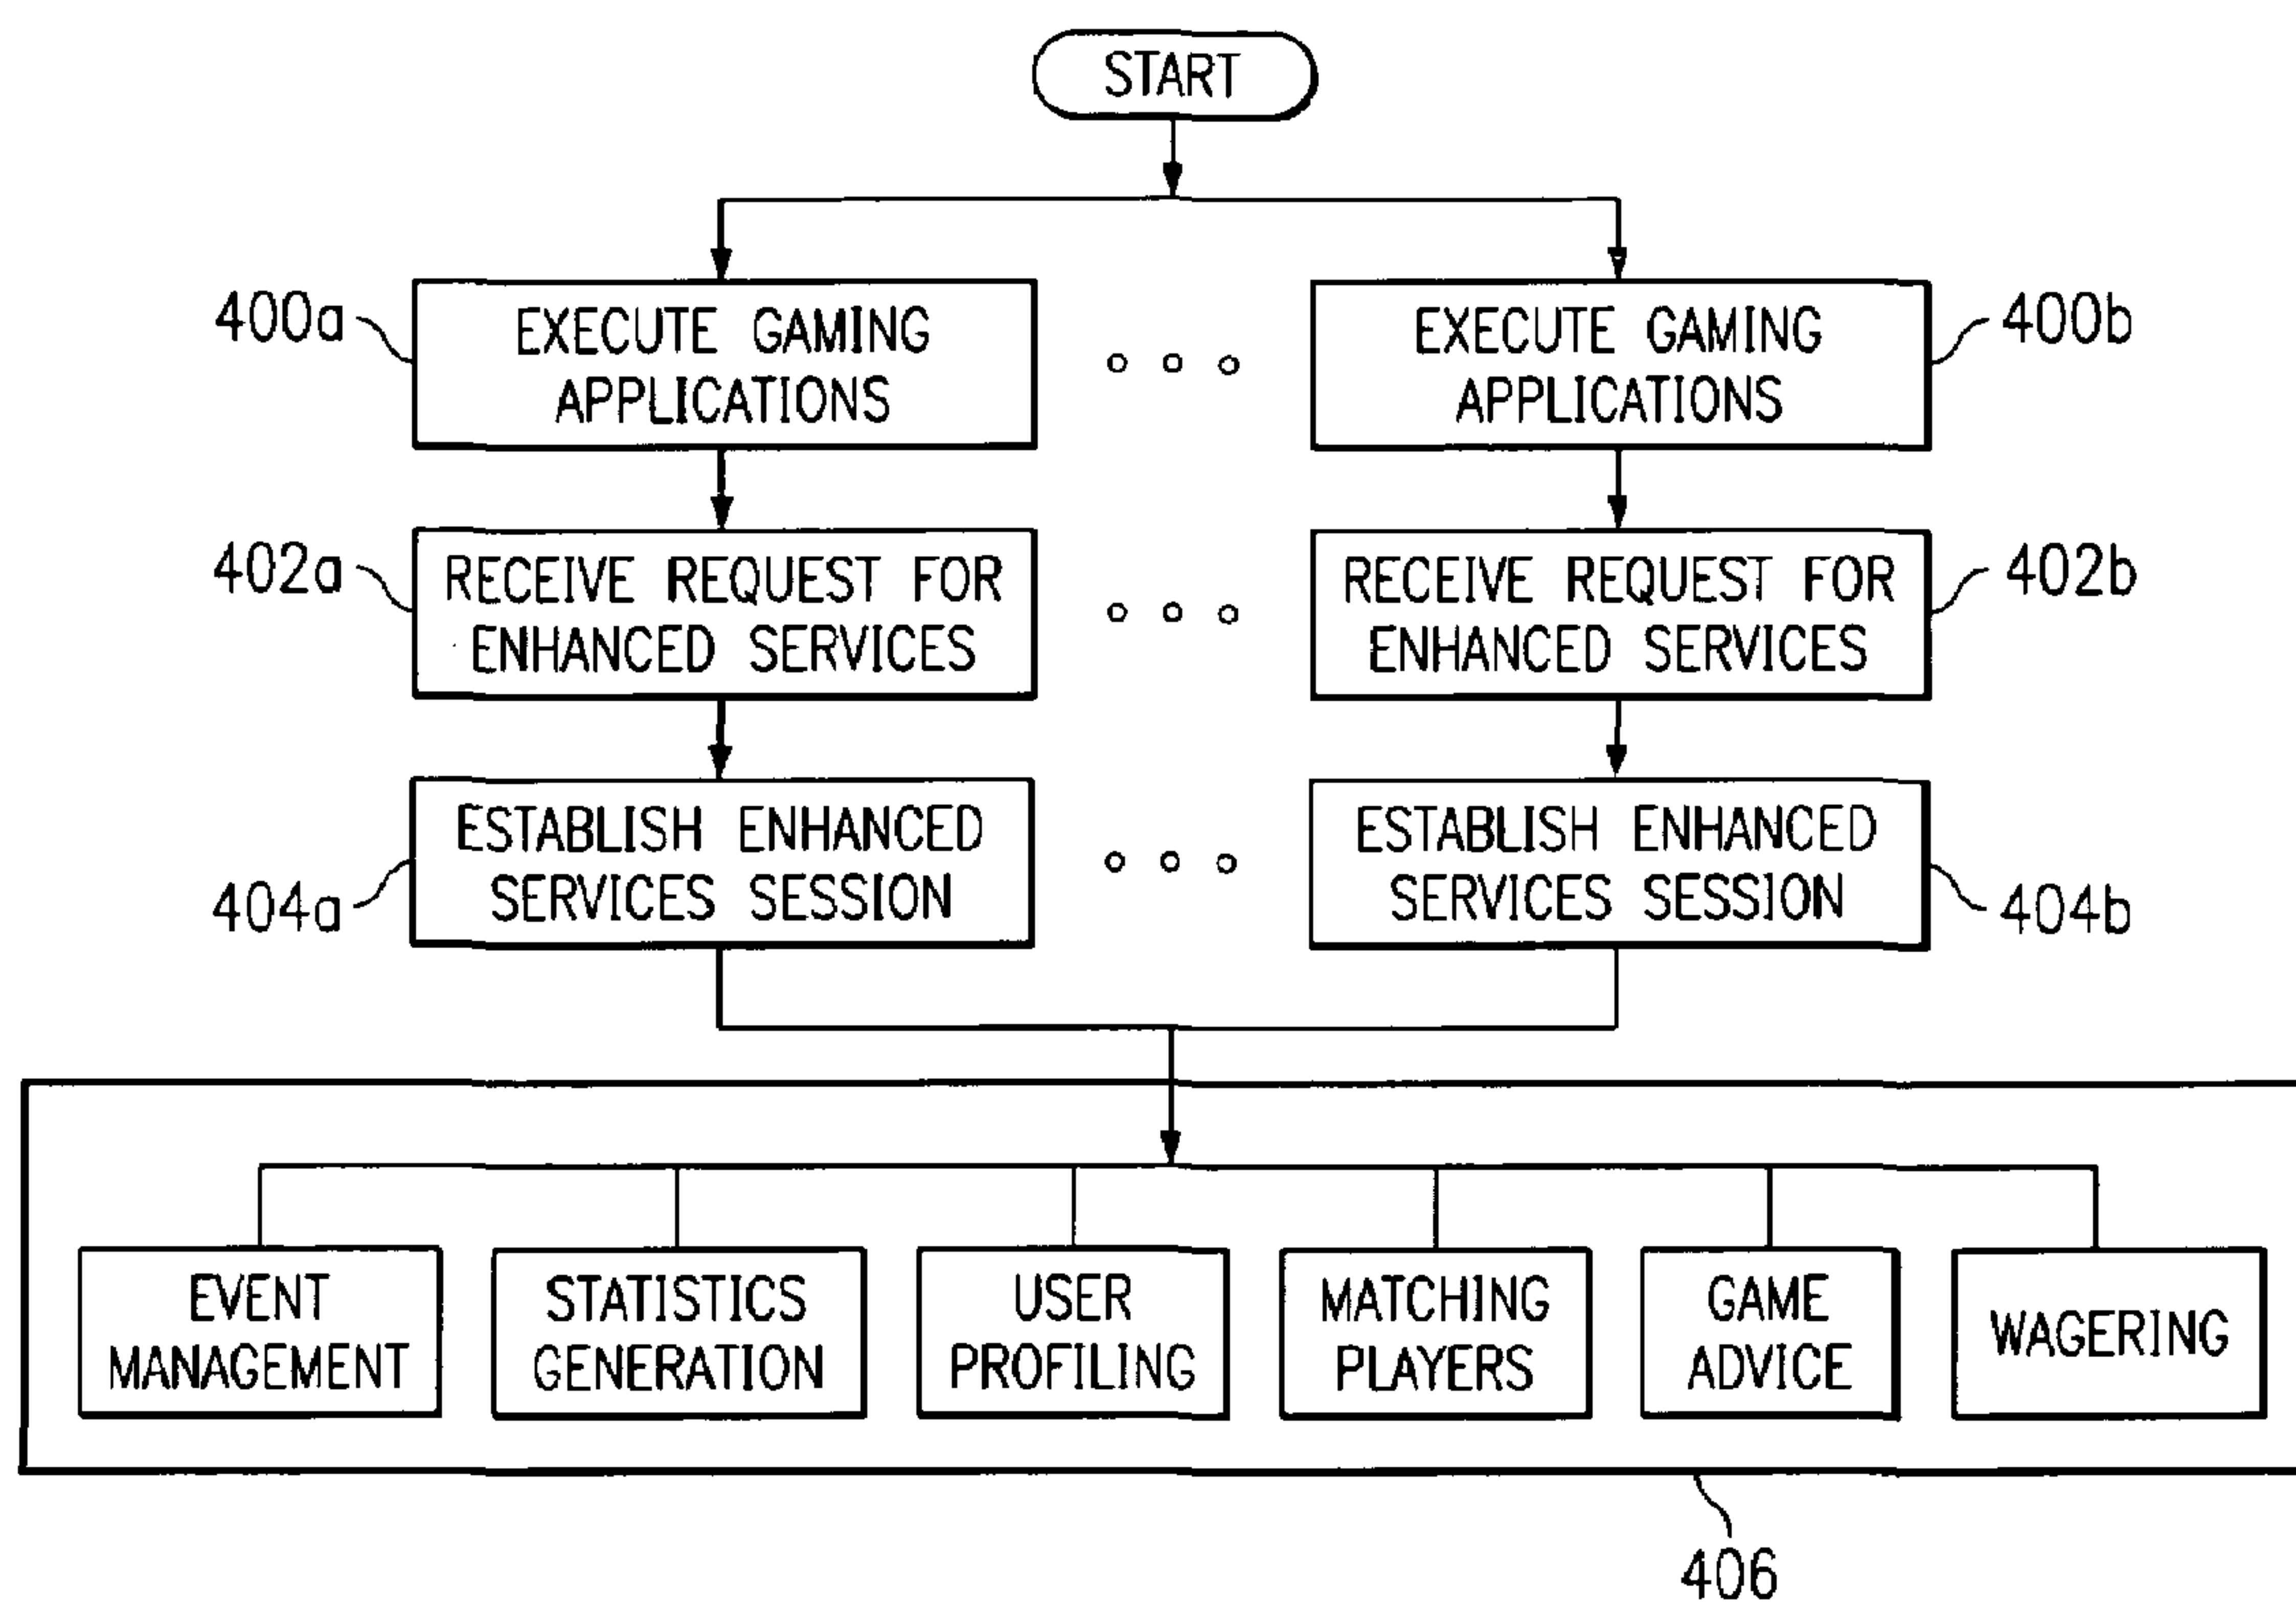 START
400a
EXECUTE GAMING
APPLICATIONS
EXECUTE GAMING
APPLICATIONS
400b
402a
RECEIVE REQUEST FOR
ENHANCED SERVICES
RECEIVE REQUEST FOR
ENHANCED SERVICES
402b
404a
ESTABLISH ENHANCED
SERVICES SESSION
ESTABLISH ENHANCED
SERVICES SESSION
404b
EVENT
MANAGEMENT
STATISTICS
GENERATION
USER
PROFILING
MATCHING
PLAYERS
GAME
ADVICE
WAGERING
406